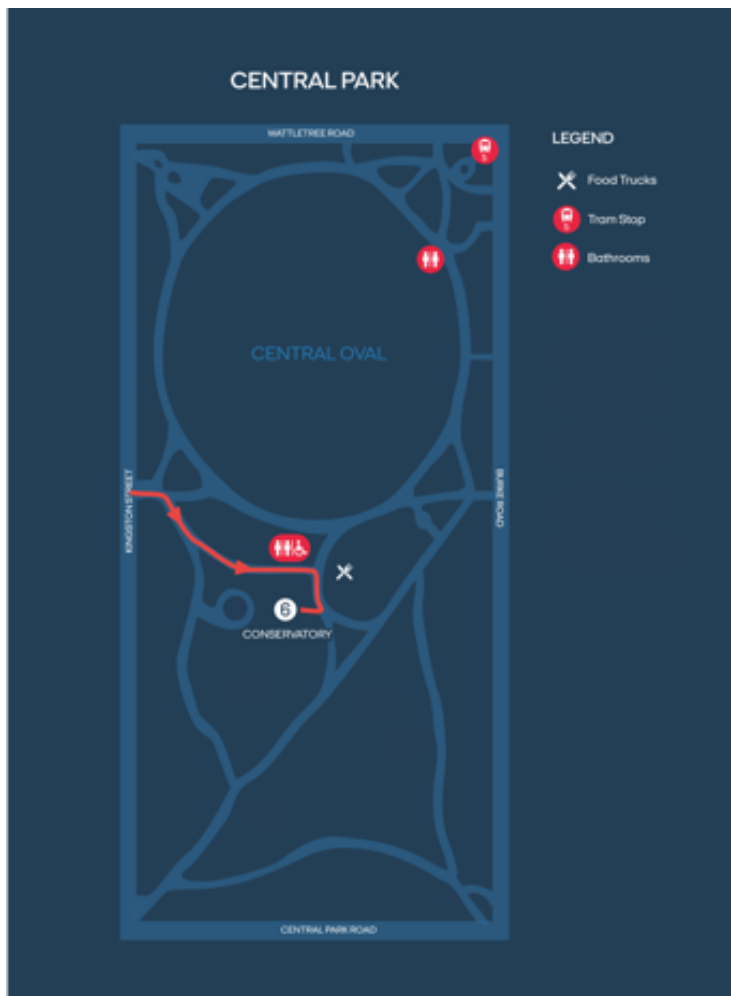 CENTRAL PARK
WATTLETREE ROAD
LEGEND
Food Trucks
Tram Stop
Bathrooms
CENTRAL OVAL
KINGSTON STREET
BURKE ROAD
6
CONSERVATORY
CENTRAL PARK ROAD